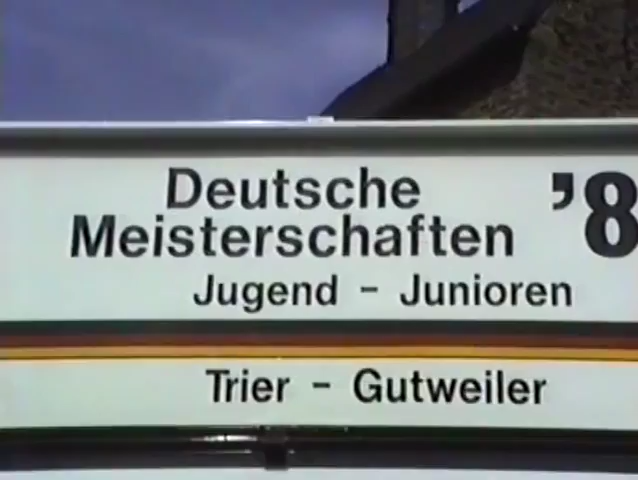 Deutsche
Meisterschaften '8
Jugend - Junioren
Trier - Gutweiler